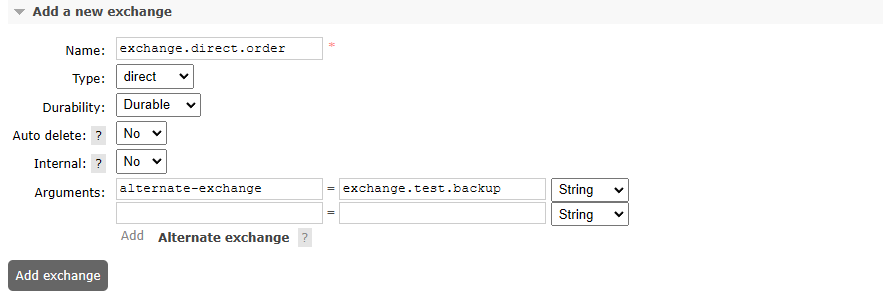 Add a new exchange
Name: exchange.direct.order *
Type: direct
Durability: Durable
Auto delete: ? No
Internal: ? No
Arguments: alternate-exchange = exchange.test.backup String
= String
Add Alternate exchange ?
Add exchange